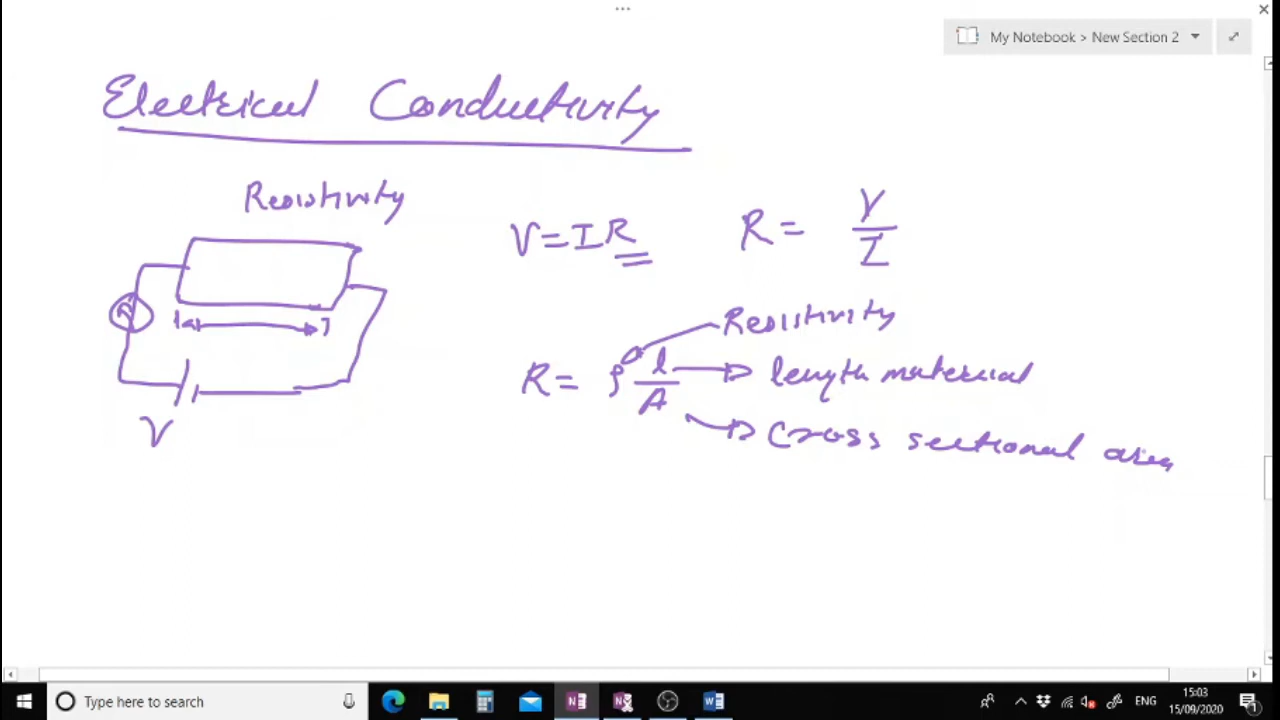 My Notebook > New Section 2
Electrical Conductivity
Resistivity
V=IR R= V/I
Resistivity
R= ρ l/A
length material
Cross sectional area
V
Type here to search
ENG
15:03
15/09/2020